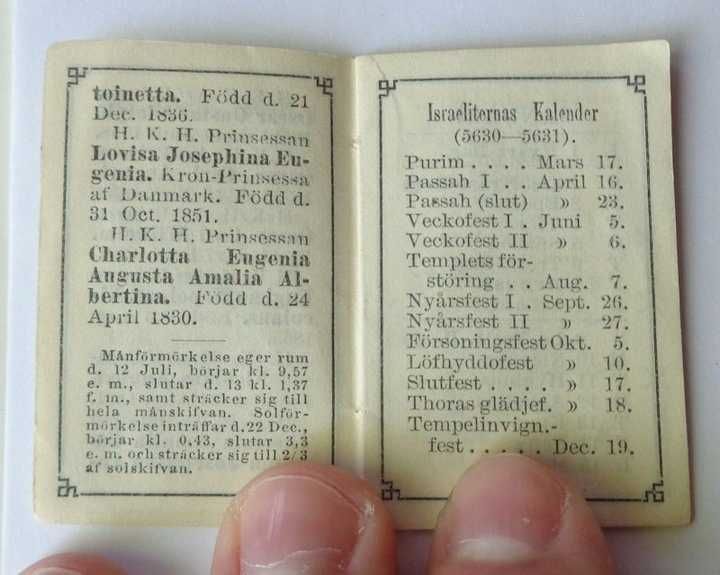 toinetta. Född d. 21
Dec. 1836.
H. K. H. Prinsessan
Lovisa Josephina Eu-
genia. Kron-Prinsessa
af Danmark. Född d.
31 Oct. 1851.
H. K. H. Prinsessan
Charlotta Eugenia
Augusta Amalia Al-
bertina. Född d. 24
April 1830.
Månförmörkelse eger rum
d. 12 Juli, börjar kl. 9,57
e. m., slutar d. 13 kl. 1,37
f. m., samt sträcker sig till
hela månskifvan. Solför-
mörkelse inträffar d. 22 Dec.,
börjar kl. 0,43, slutar 3,3
e. m. och sträcker sig till 2/3
af solskifvan.
Israeliternas Kalender
(5630—5631).
Purim . . . . Mars 17.
Passah I . . April 16.
Passah (slut) » 23.
Veckofest I . Juni 5.
Veckofest II » 6.
Templets för-
störing . . Aug. 7.
Nyårsfest I . Sept. 26.
Nyårsfest II » 27.
Försoningsfest Okt. 5.
Löfhyddofest » 10.
Slutfest . . . . » 17.
Thoras glädjef. » 18.
Tempelinvign.-
fest . . . . . Dec. 19.